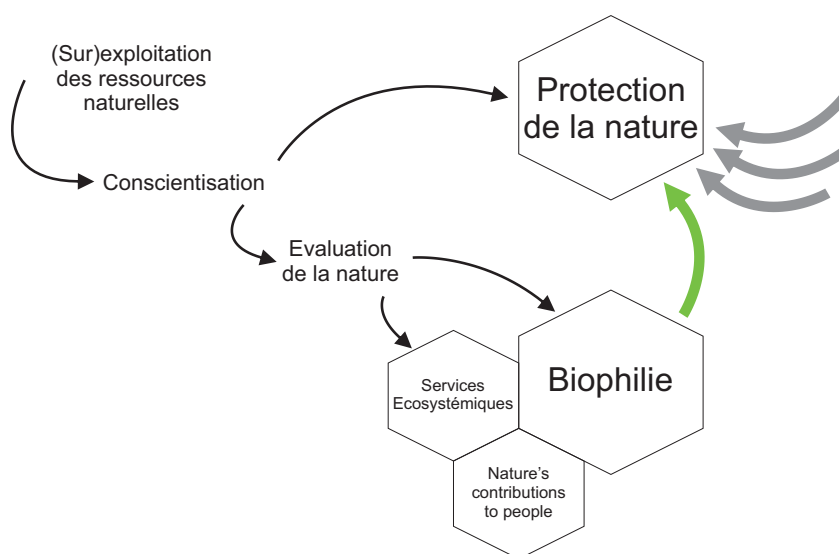 (Sur)exploitation
des ressources
naturelles
Protection
de la nature
Conscientisation
Evaluation
de la nature
Services
Ecosystémiques
Biophilie
Nature's
contributions
to people